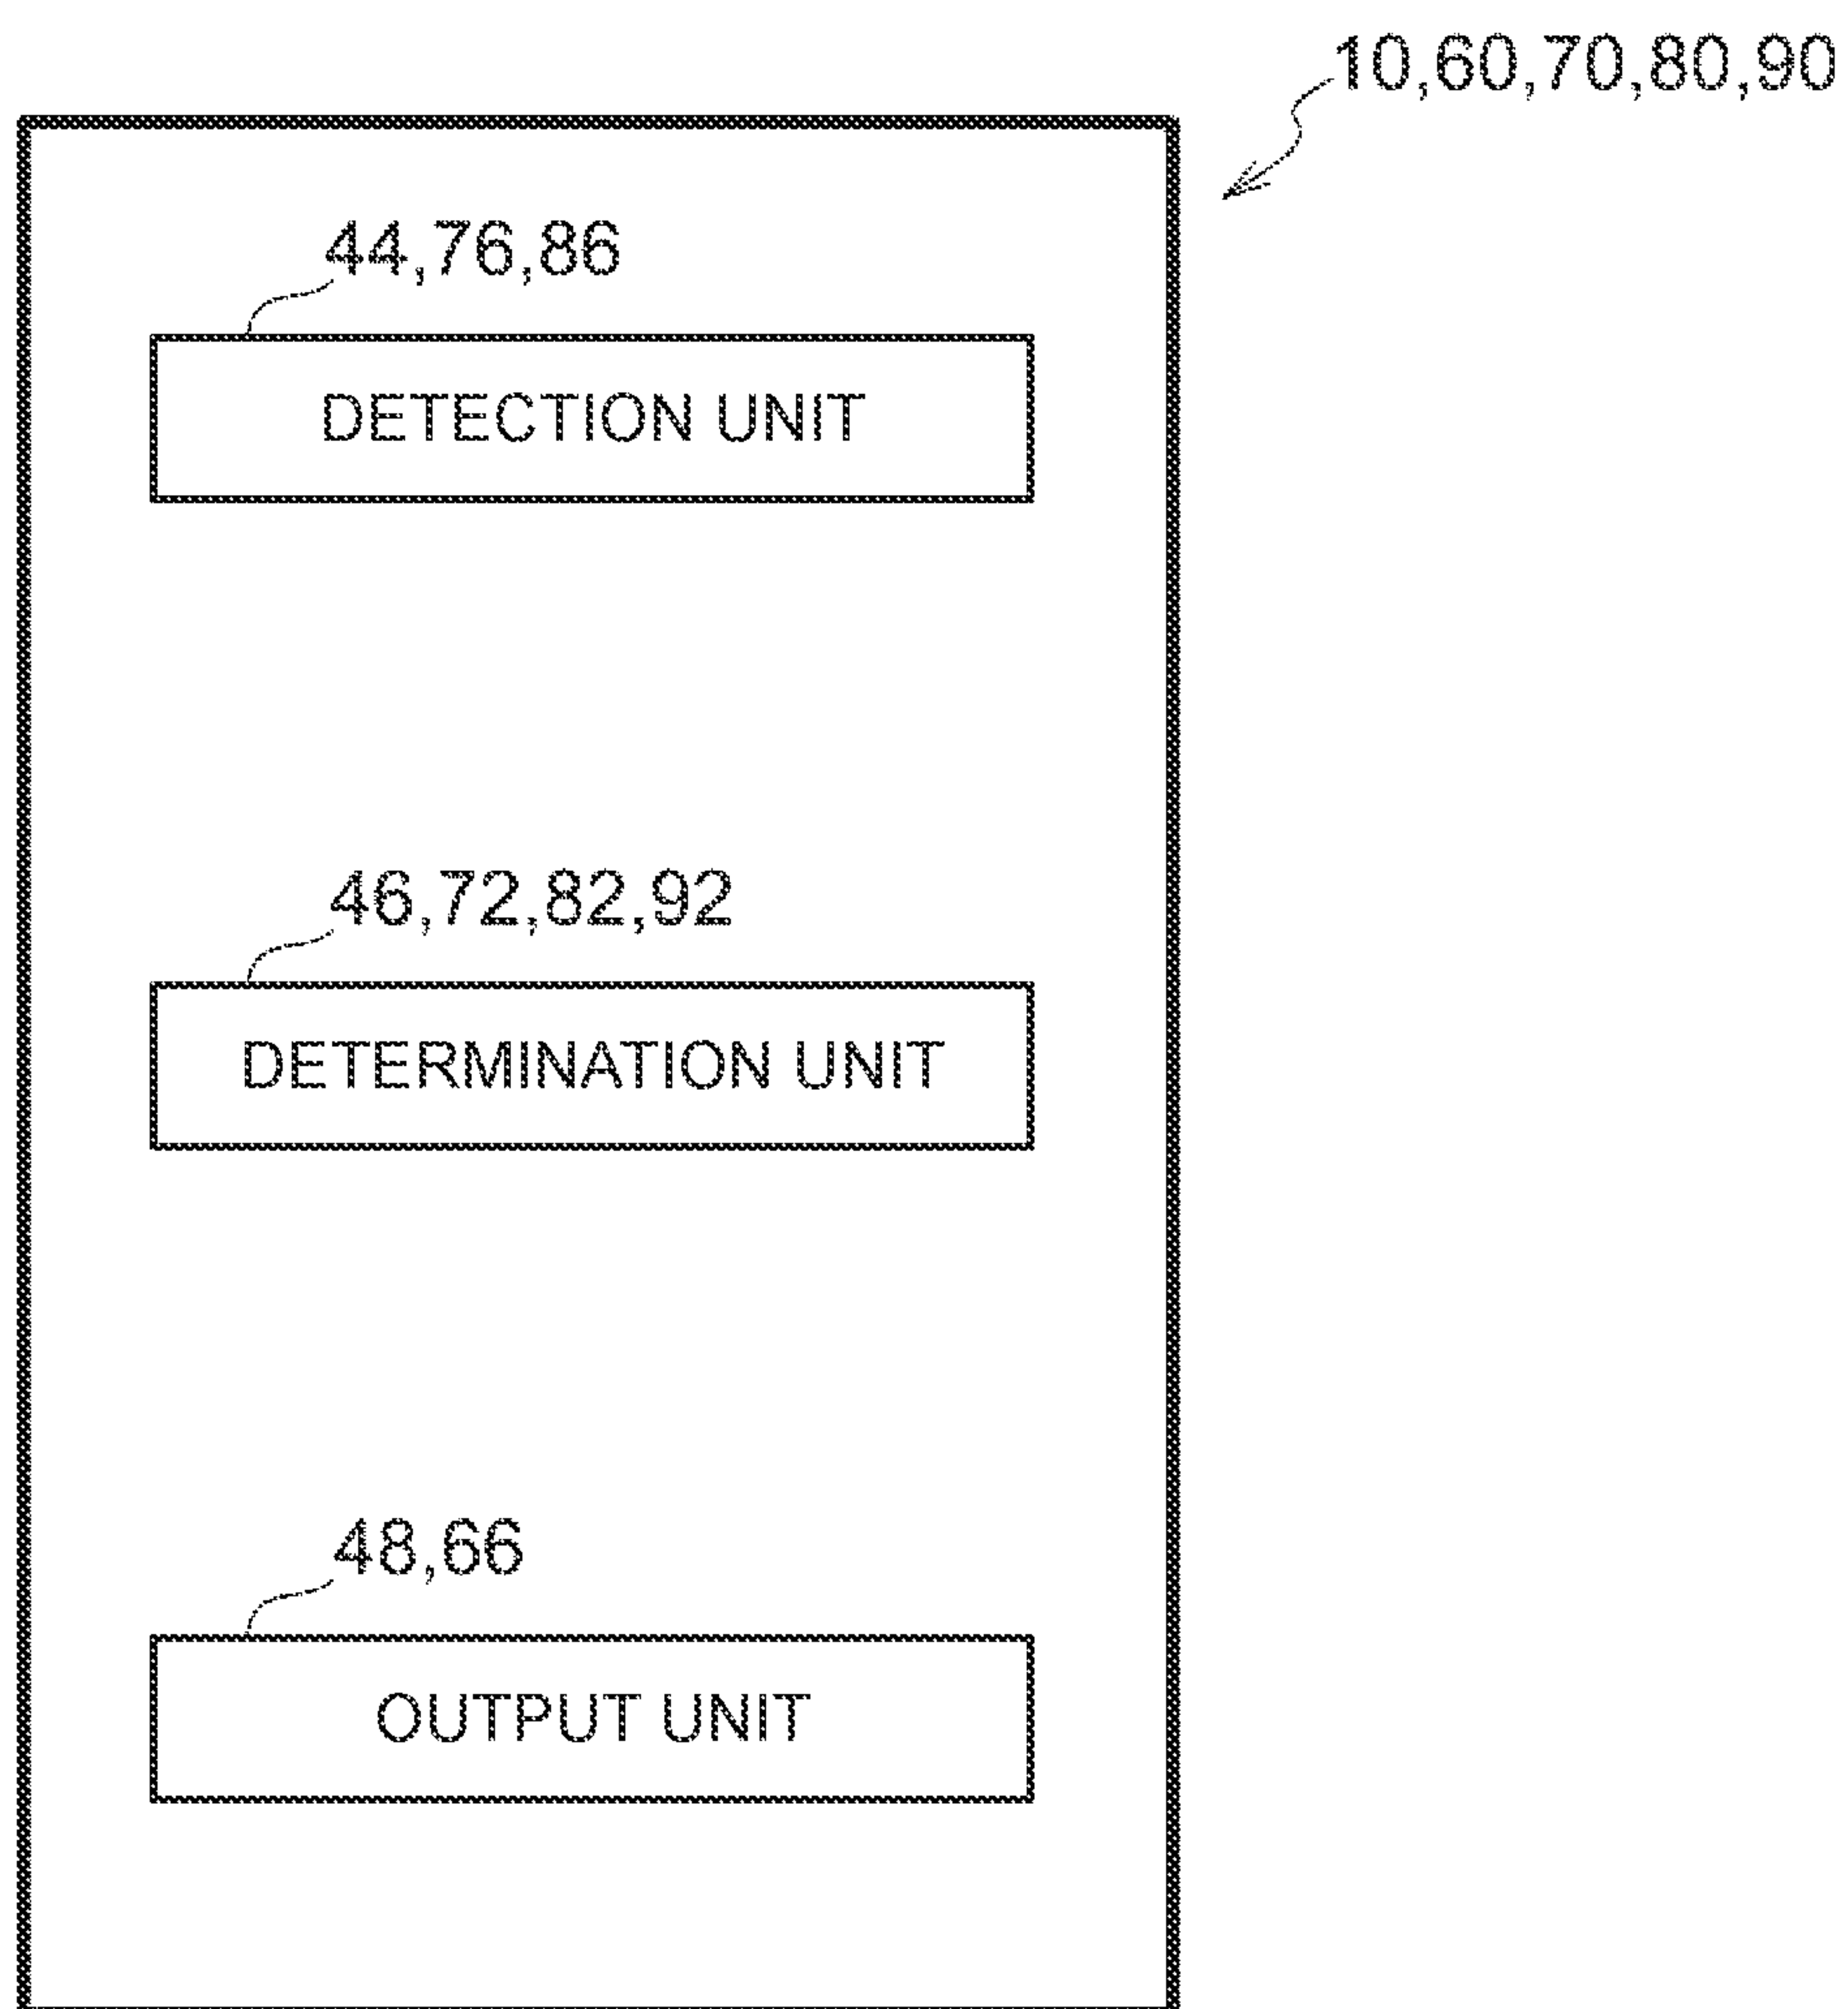 10,60,70,80,90
44,76,86
DETECTION UNIT
46,72,82,92
DETERMINATION UNIT
48,66
OUTPUT UNIT